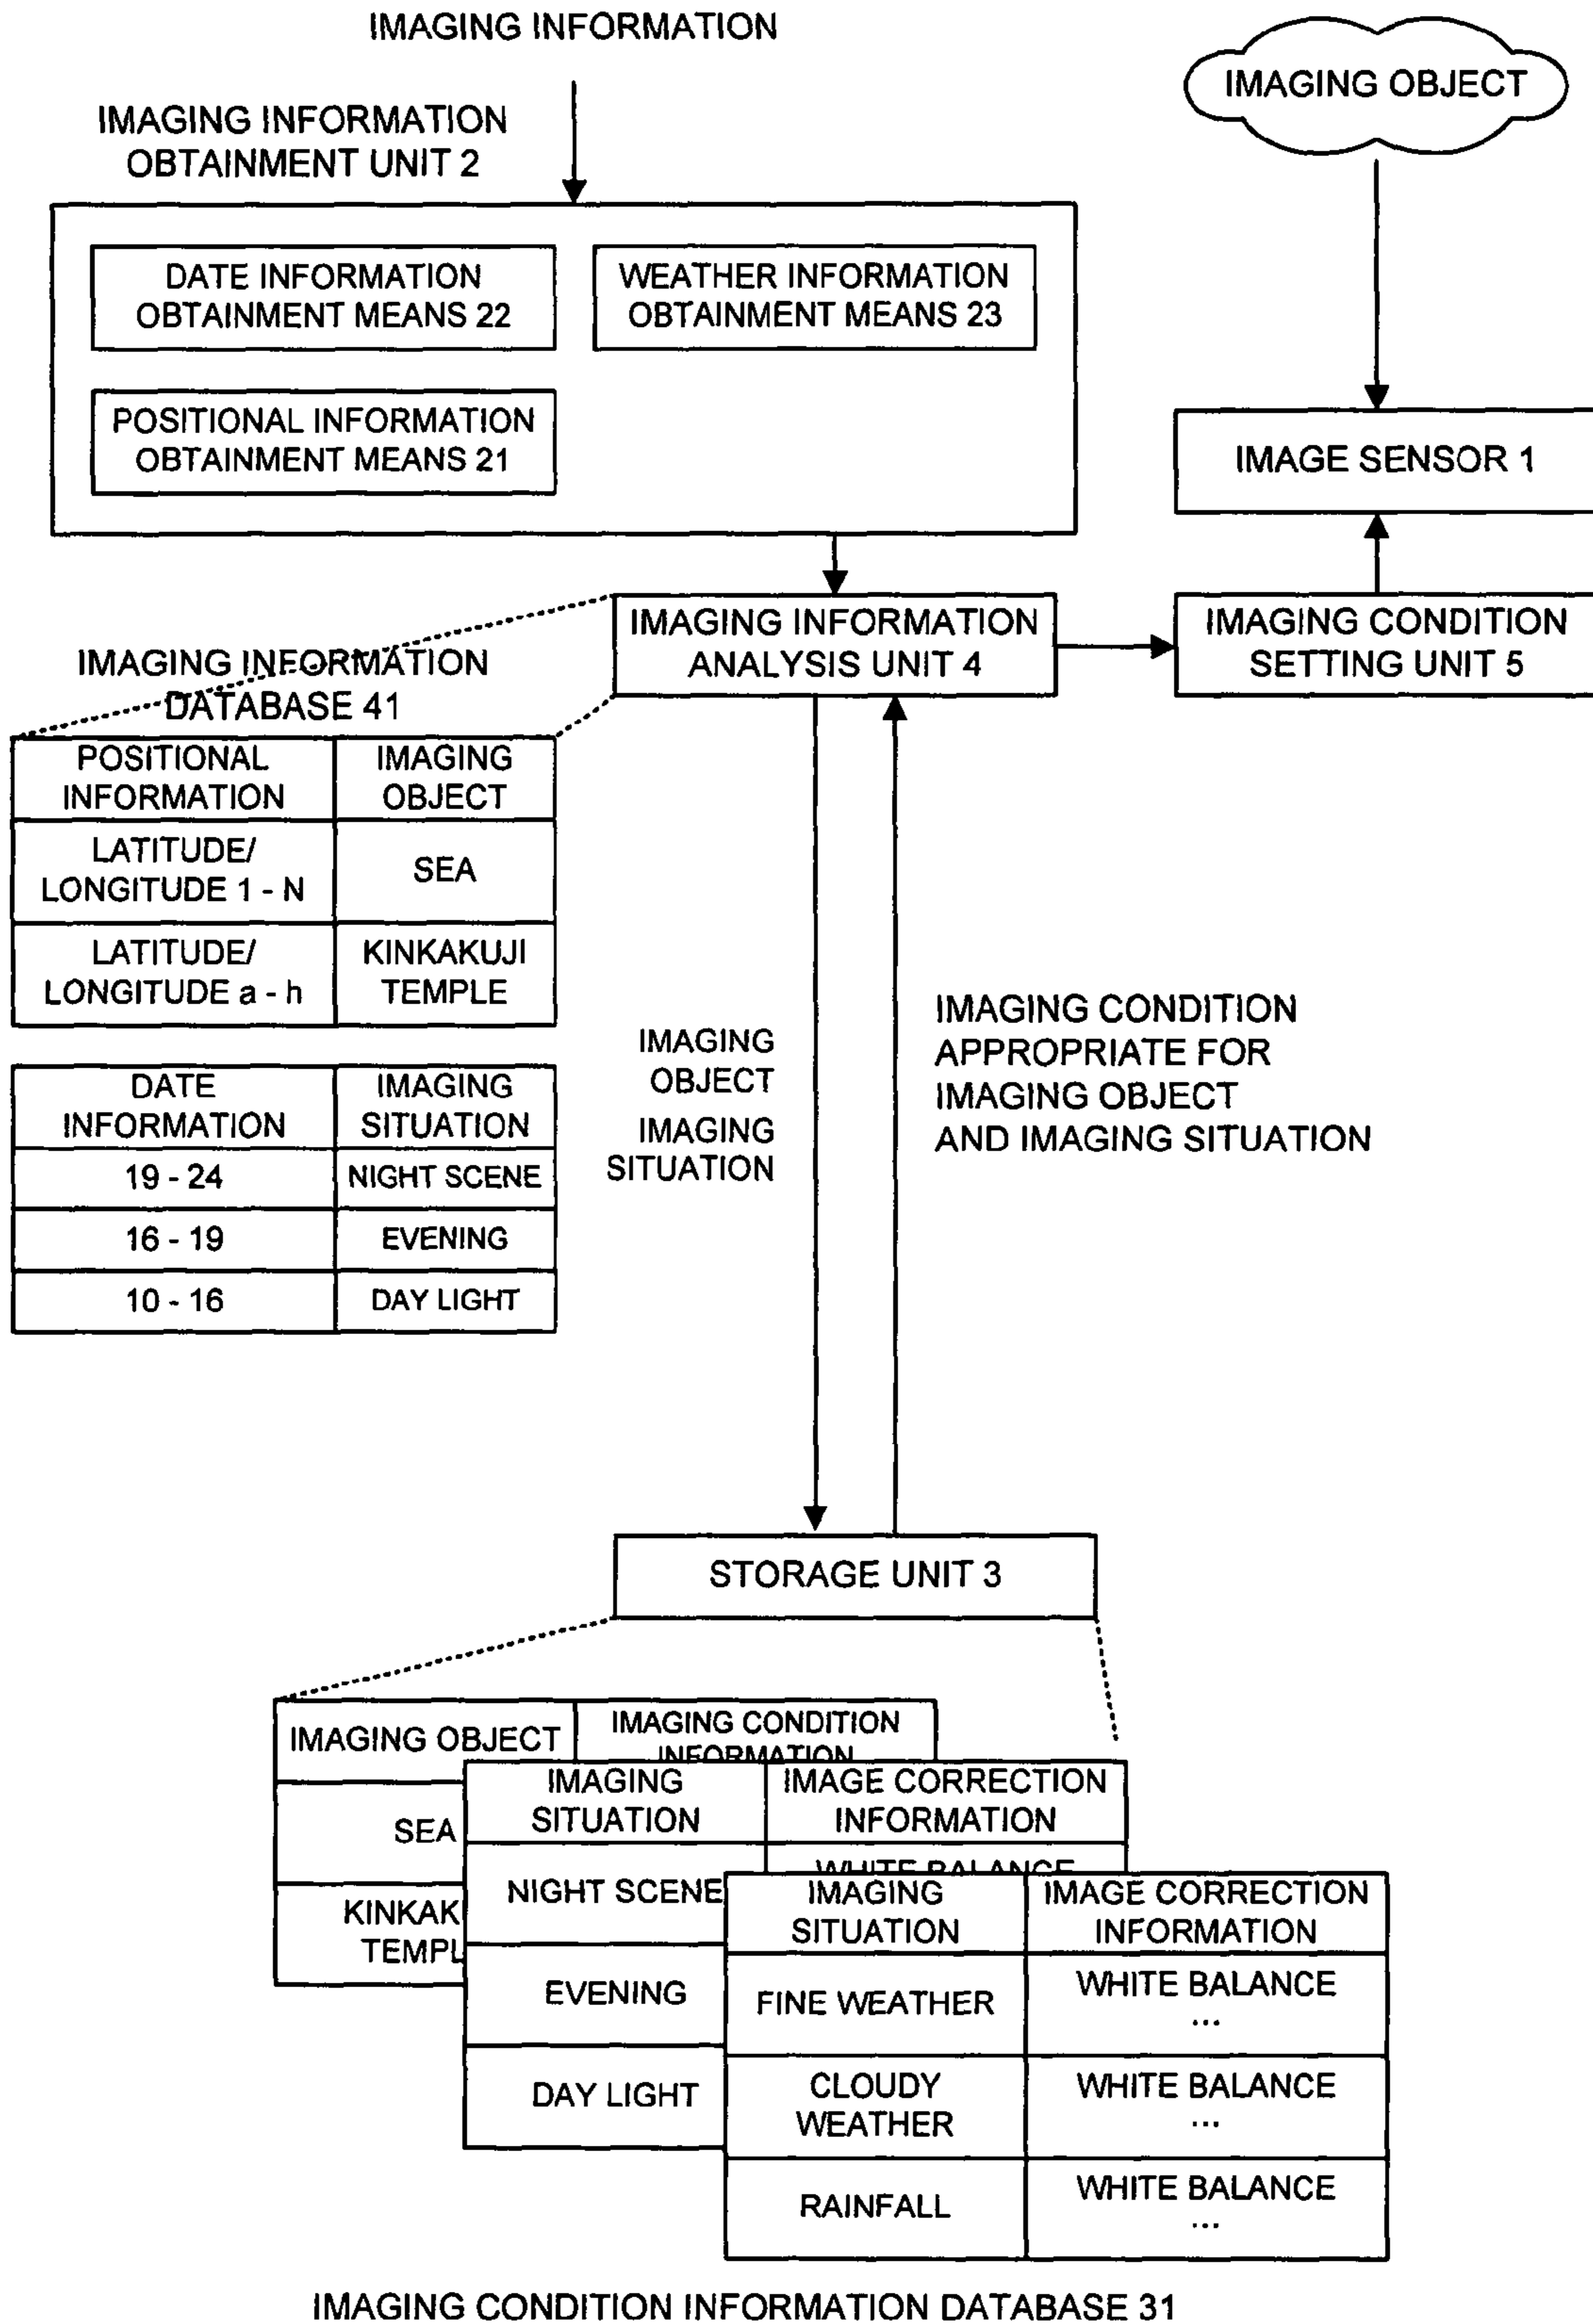 IMAGING INFORMATION
IMAGING OBJECT
IMAGING INFORMATION
OBTAINMENT UNIT 2
DATE INFORMATION
OBTAINMENT MEANS 22
WEATHER INFORMATION
OBTAINMENT MEANS 23
POSITIONAL INFORMATION
OBTAINMENT MEANS 21
IMAGE SENSOR 1
IMAGING INFORMATION
ANALYSIS UNIT 4
IMAGING CONDITION
SETTING UNIT 5
IMAGING INFORMATION
DATABASE 41
POSITIONAL
INFORMATION
IMAGING
OBJECT
LATITUDE/
LONGITUDE 1 - N
SEA
LATITUDE/
LONGITUDE a - h
KINKAKUJI
TEMPLE
DATE
INFORMATION
IMAGING
SITUATION
19 - 24
NIGHT SCENE
16 - 19
EVENING
10 - 16
DAY LIGHT
IMAGING
OBJECT
IMAGING
SITUATION
IMAGING CONDITION
APPROPRIATE FOR
IMAGING OBJECT
AND IMAGING SITUATION
STORAGE UNIT 3
IMAGING OBJECT
IMAGING CONDITION
INFORMATION
SEA
KINKAK
TEMPL
IMAGING
SITUATION
IMAGE CORRECTION
INFORMATION
NIGHT SCENE
WHITE BALANCE
EVENING
DAY LIGHT
IMAGING
SITUATION
IMAGE CORRECTION
INFORMATION
FINE WEATHER
WHITE BALANCE
...
CLOUDY
WEATHER
WHITE BALANCE
...
RAINFALL
WHITE BALANCE
...
IMAGING CONDITION INFORMATION DATABASE 31